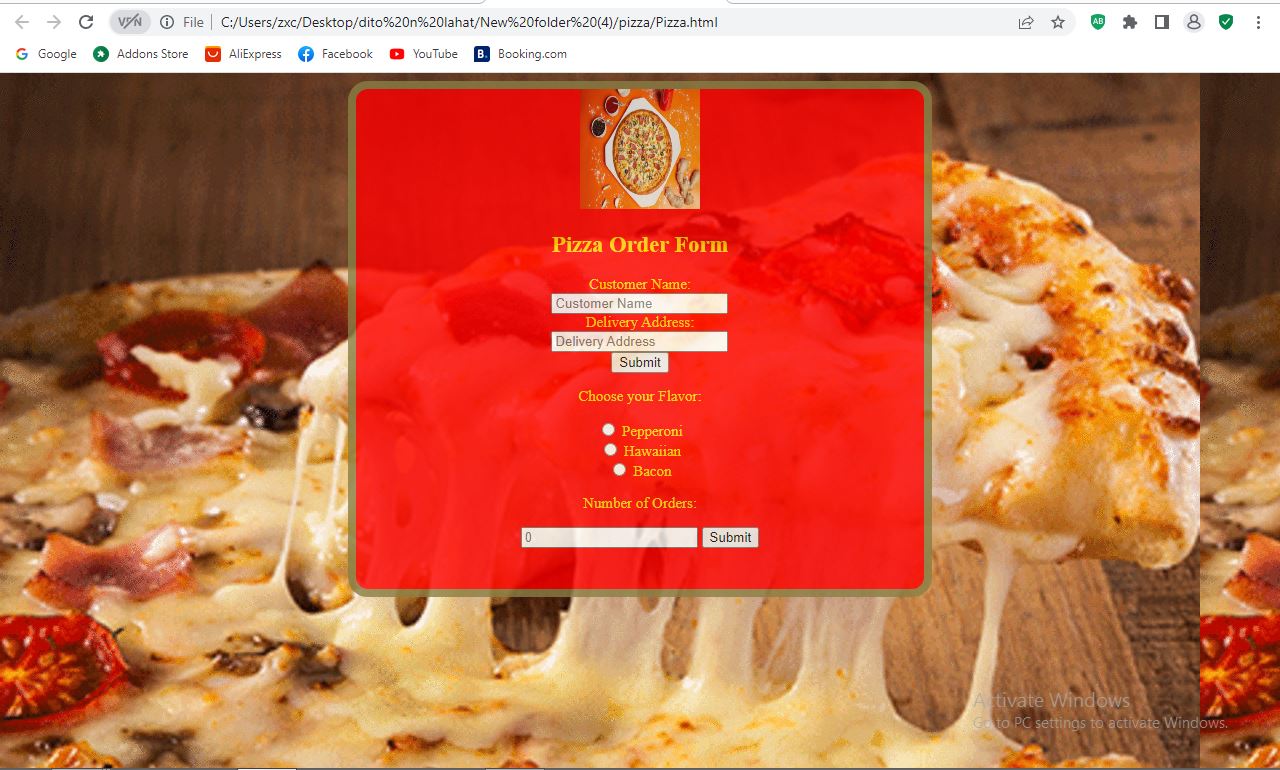 VPN File C:/Users/zxc/Desktop/dito%20n%20lahat/New%20folder%20(4)/pizza/Pizza.html AB
G Google Addons Store AliExpress Facebook YouTube B. Booking.com
Pizza Order Form
Customer Name:
Customer Name
Delivery Address:
Delivery Address
Submit
Choose your Flavor:
Pepperoni
Hawaiian
Bacon
Number of Orders:
0 Submit
Activate Windows
Go to PC settings to activate Windows.